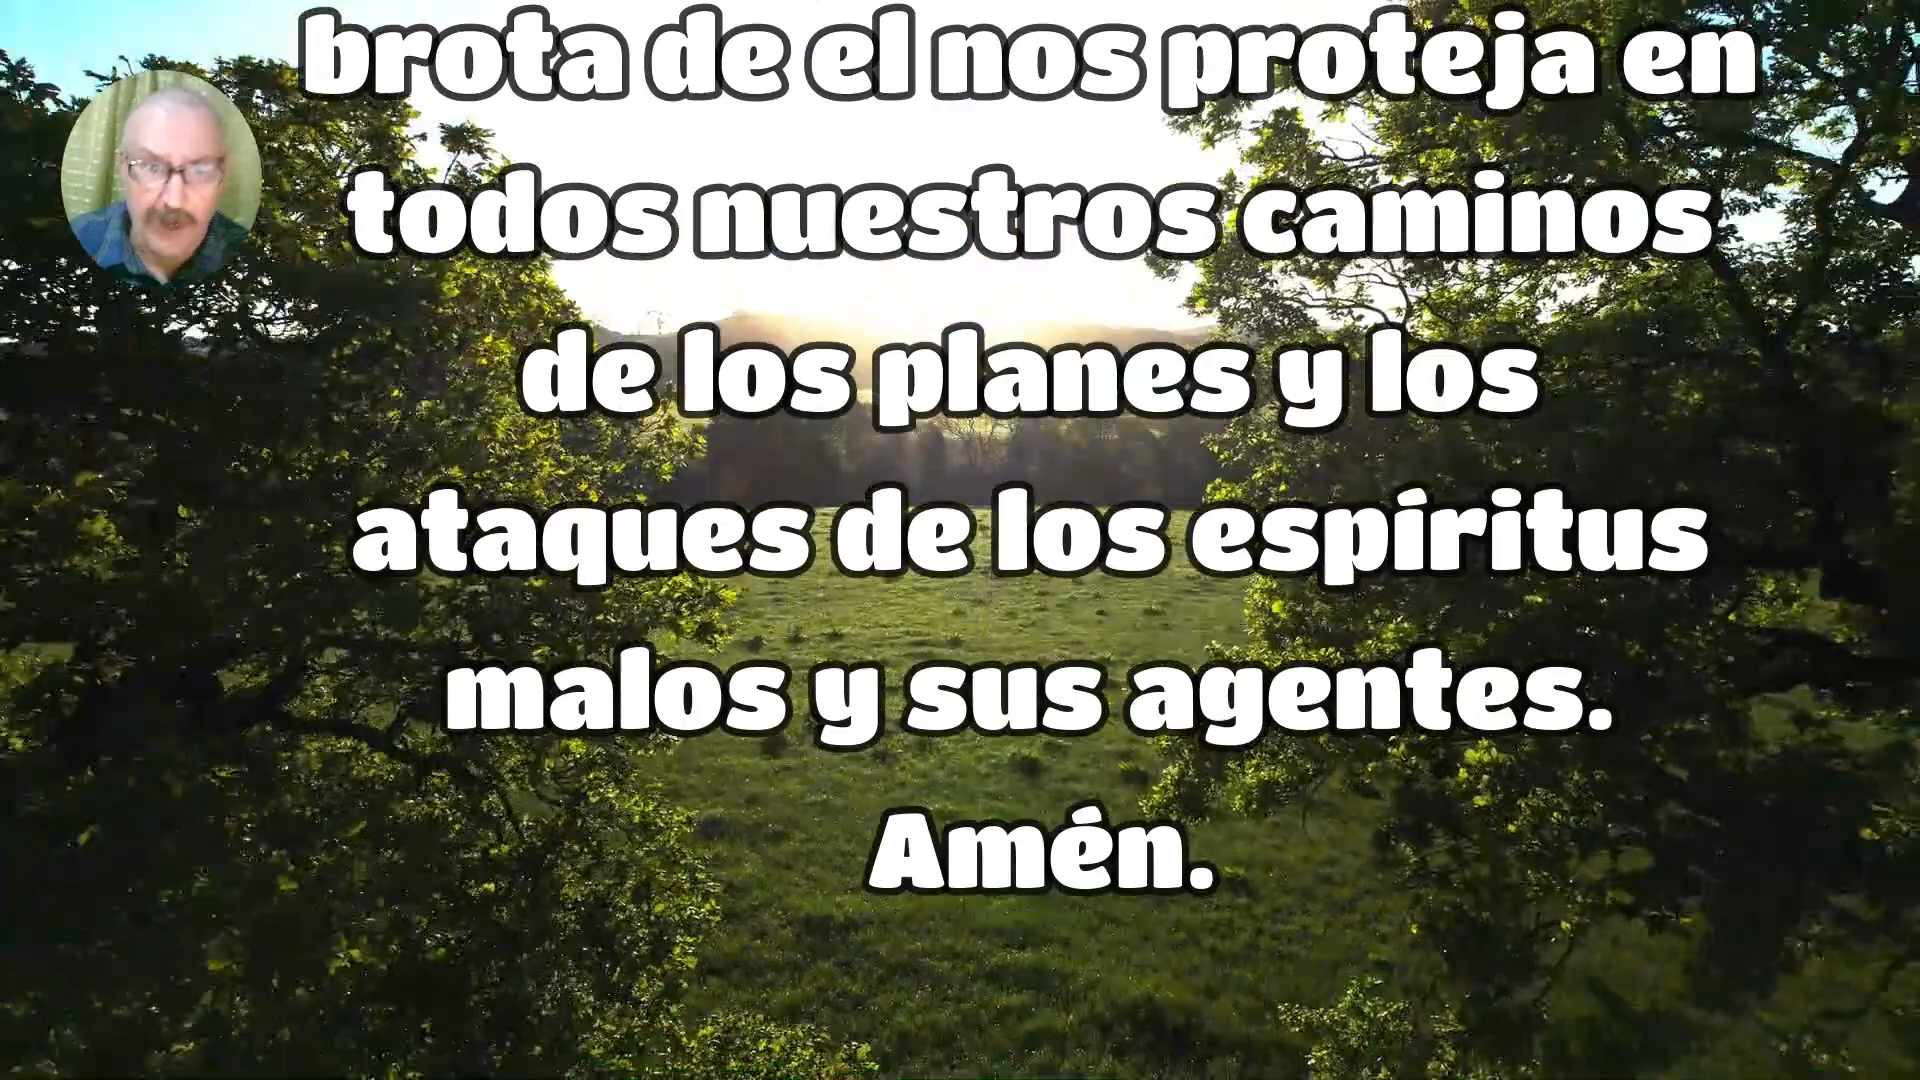 brota de el nos proteja en
todos nuestros caminos
de los planes y los
ataques de los espíritus
malos y sus agentes.
Amén.